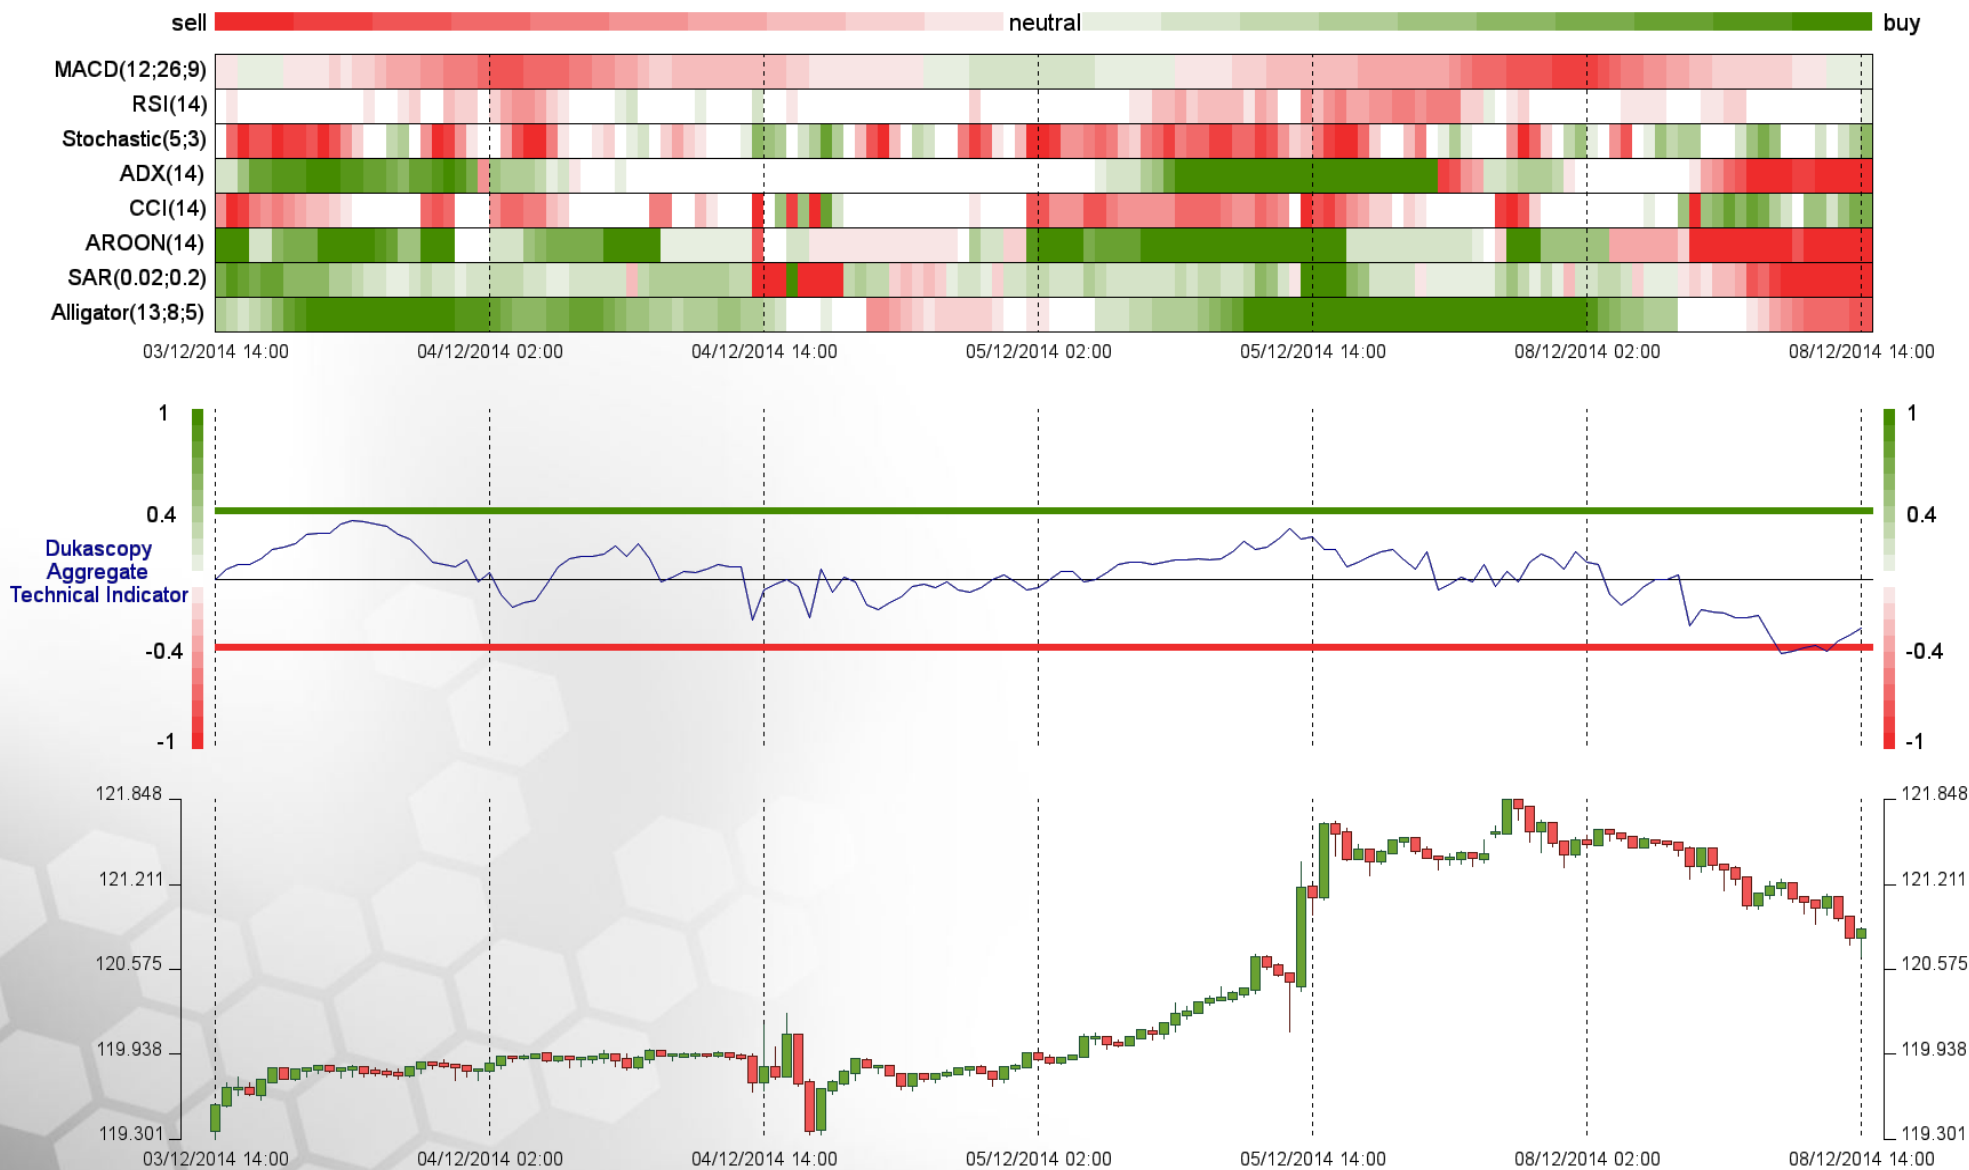 sell neutral buy
MACD(12;26;9)
RSI(14)
Stochastic(5;3)
ADX(14)
CCI(14)
AROON(14)
SAR(0.02;0.2)
Alligator(13;8;5)
03/12/2014 14:00 04/12/2014 02:00 04/12/2014 14:00 05/12/2014 02:00 05/12/2014 14:00 08/12/2014 02:00 08/12/2014 14:00
1 1
0.4 0.4
Dukascopy
Aggregate
Technical Indicator
-0.4 -0.4
-1 -1
121.848 121.848
121.211 121.211
120.575 120.575
119.938 119.938
119.301 119.301
03/12/2014 14:00 04/12/2014 02:00 04/12/2014 14:00 05/12/2014 02:00 05/12/2014 14:00 08/12/2014 02:00 08/12/2014 14:00